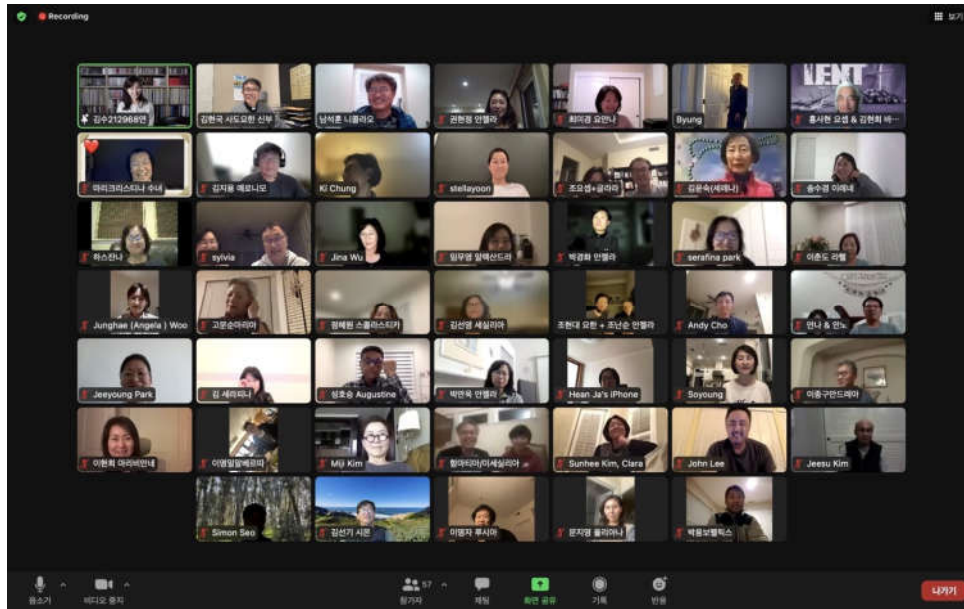 Recording
보기
LENT
김수212968연
김현국 사도요한 신부
남석훈 니콜라오
권현정 안젤라
최미경 요안나
Byung
홍사현 요셉 & 김현희 바…
마리크리스티나 수녀
김지용 예로니모
Ki Chung
stellayoon
조요셉+글라라
김윤숙(세레나)
송수경 이레네
하스잔나
sylvia
Jina Wu
임무영 알렉산드라
박경화 안젤라
serafina park
이춘도 라헬
Junghae (Angela ) Woo
고문순마리아
정혜원 스콜라스티카
김선영 세실리아
조현대 요한 + 조난순 안젤라
Andy Cho
안나 & 안노
Jeeyoung Park
김 세라피나
심호승 Augustine
박만옥 안젤라
Hean Ja's iPhone
Soyoung
이종구안드레아
이현희 마리비안네
이영말알베르따
Miji Kim
황마티아/이세실리아
Sunhee Kim, Clara
John Lee
Jeesu Kim
Simon Seo
김선기 시몬
이명자 루시아
문지영 율리아나
박용보펠릭스
57
음소거
비디오 중지
참가자
채팅
화면 공유
기록
반응
나가기